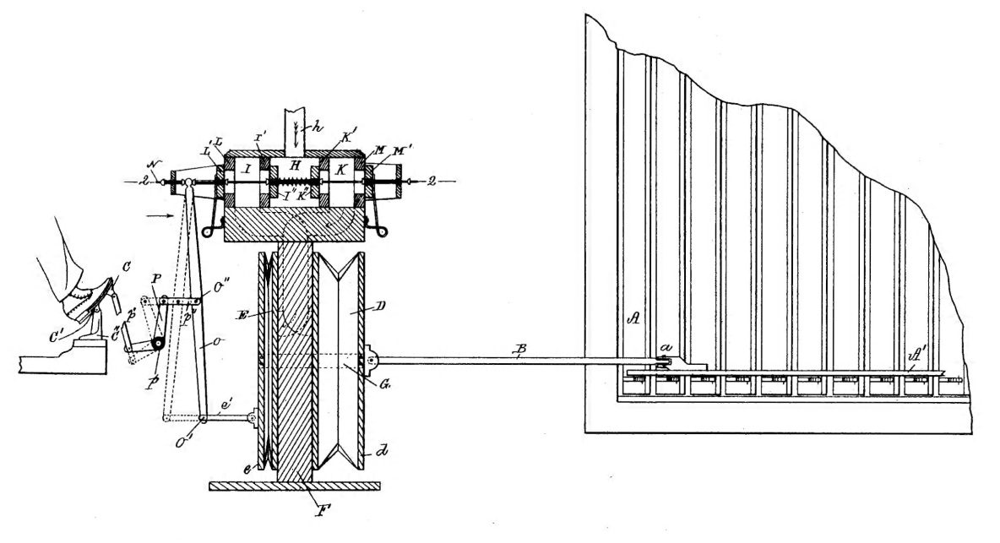 h
L I' K' M M'
L' I H K
N 2 2
I'' K''
C P O''
E D
C' C'' p' p'' A
O B a A'
P' G
e'
O'
e d
F